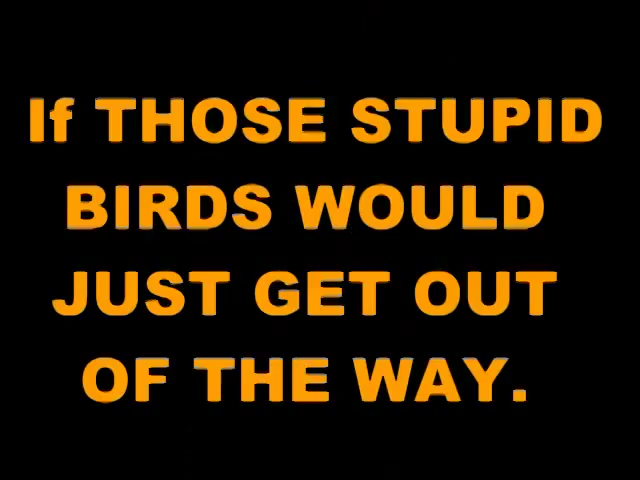 If THOSE STUPID
BIRDS WOULD
JUST GET OUT
OF THE WAY.